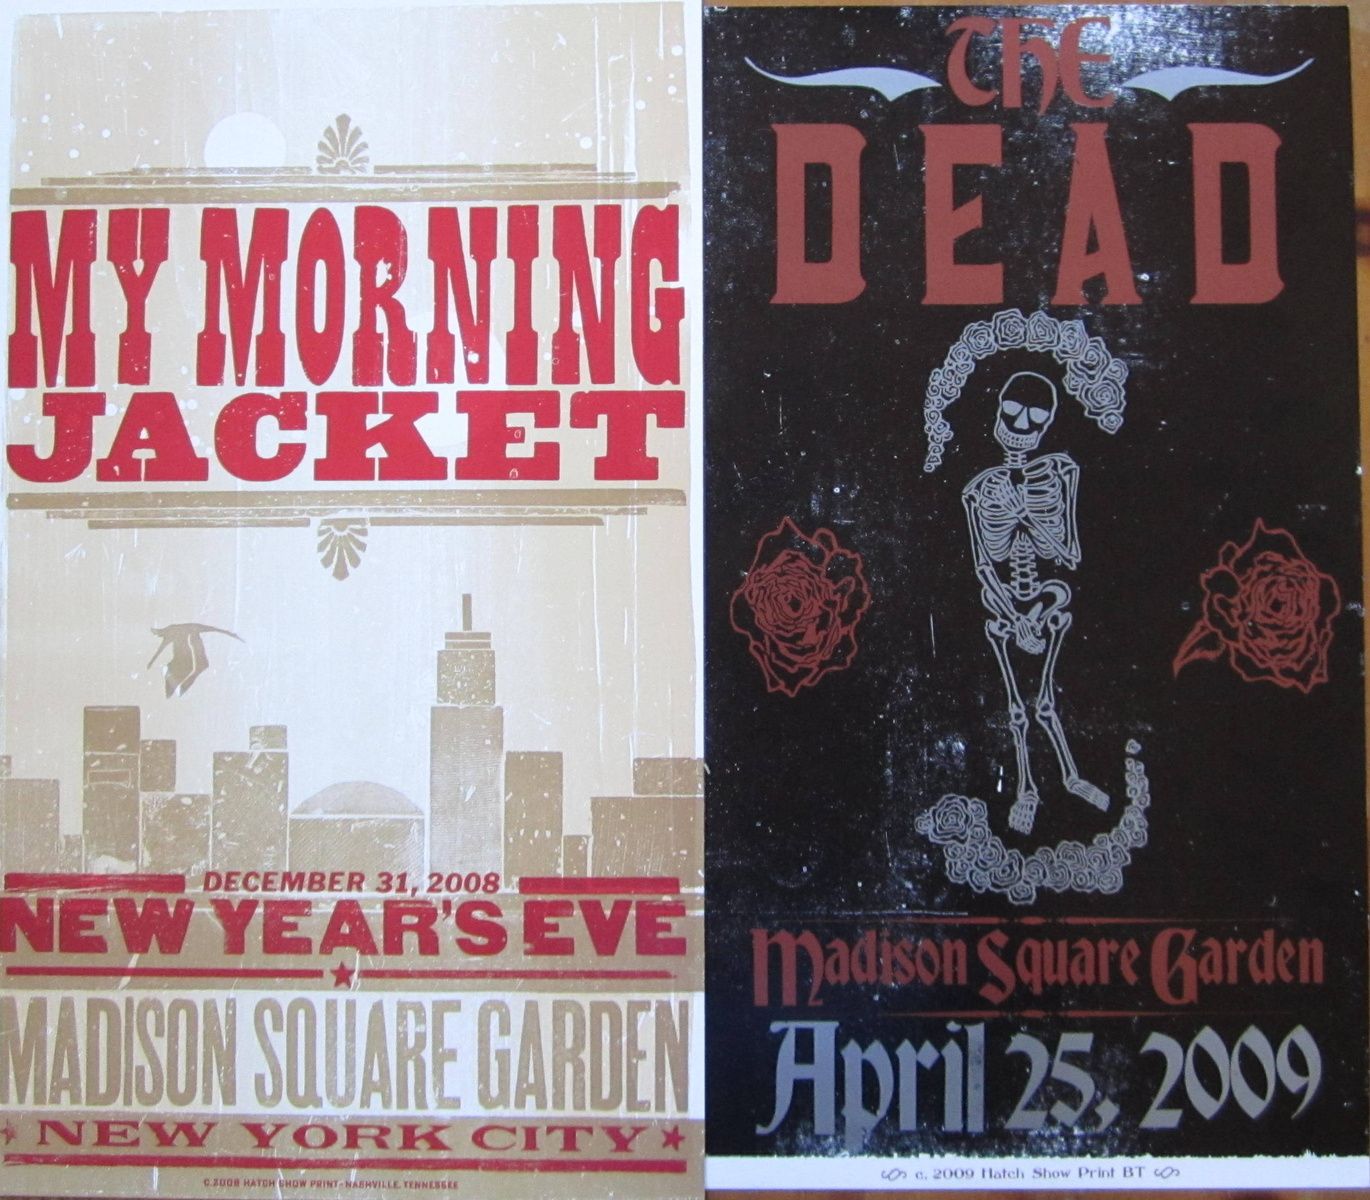 MY MORNING
JACKET
DECEMBER 31, 2008
NEW YEAR'S EVE
MADISON SQUARE GARDEN
NEW YORK CITY
C.2008 HATCH SHOW PRINT-NASHVILLE, TENNESSEE
THE
DEAD
Madison Square Garden
April 25, 2009
c. 2009 Hatch Show Print BT